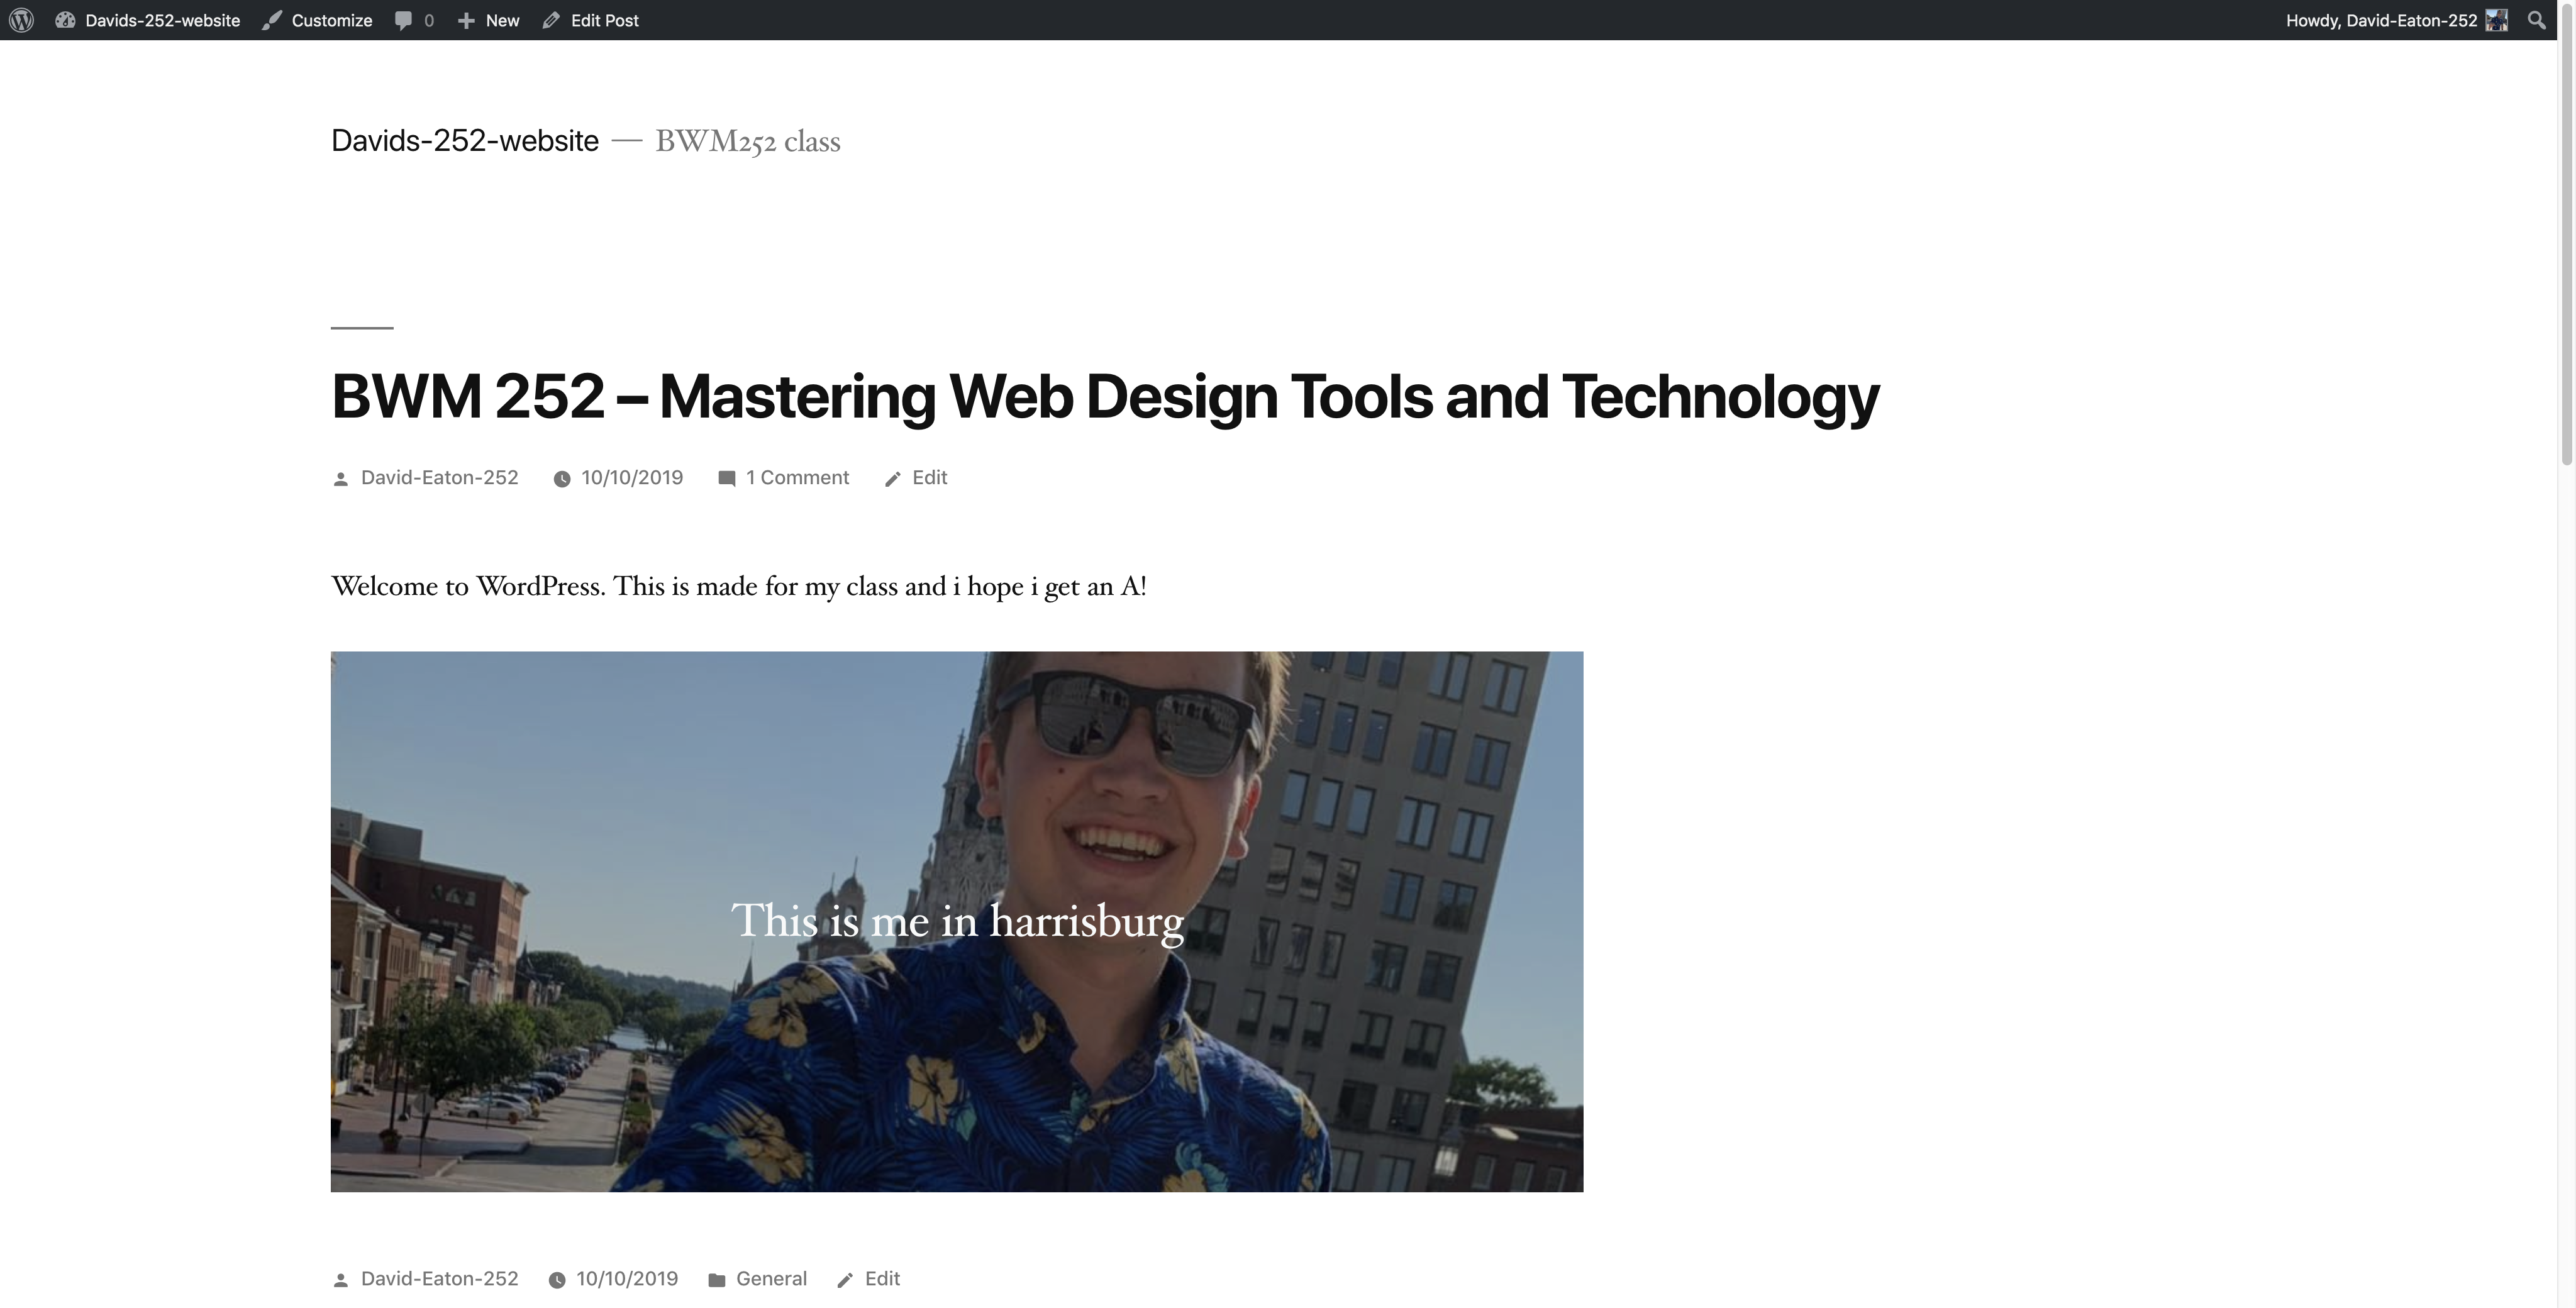 Davids-252-website Customize 0 New Edit Post Howdy, David-Eaton-252
Davids-252-website — BWM252 class
BWM 252 – Mastering Web Design Tools and Technology
David-Eaton-252 10/10/2019 1 Comment Edit
Welcome to WordPress. This is made for my class and i hope i get an A!
This is me in harrisburg
David-Eaton-252 10/10/2019 General Edit